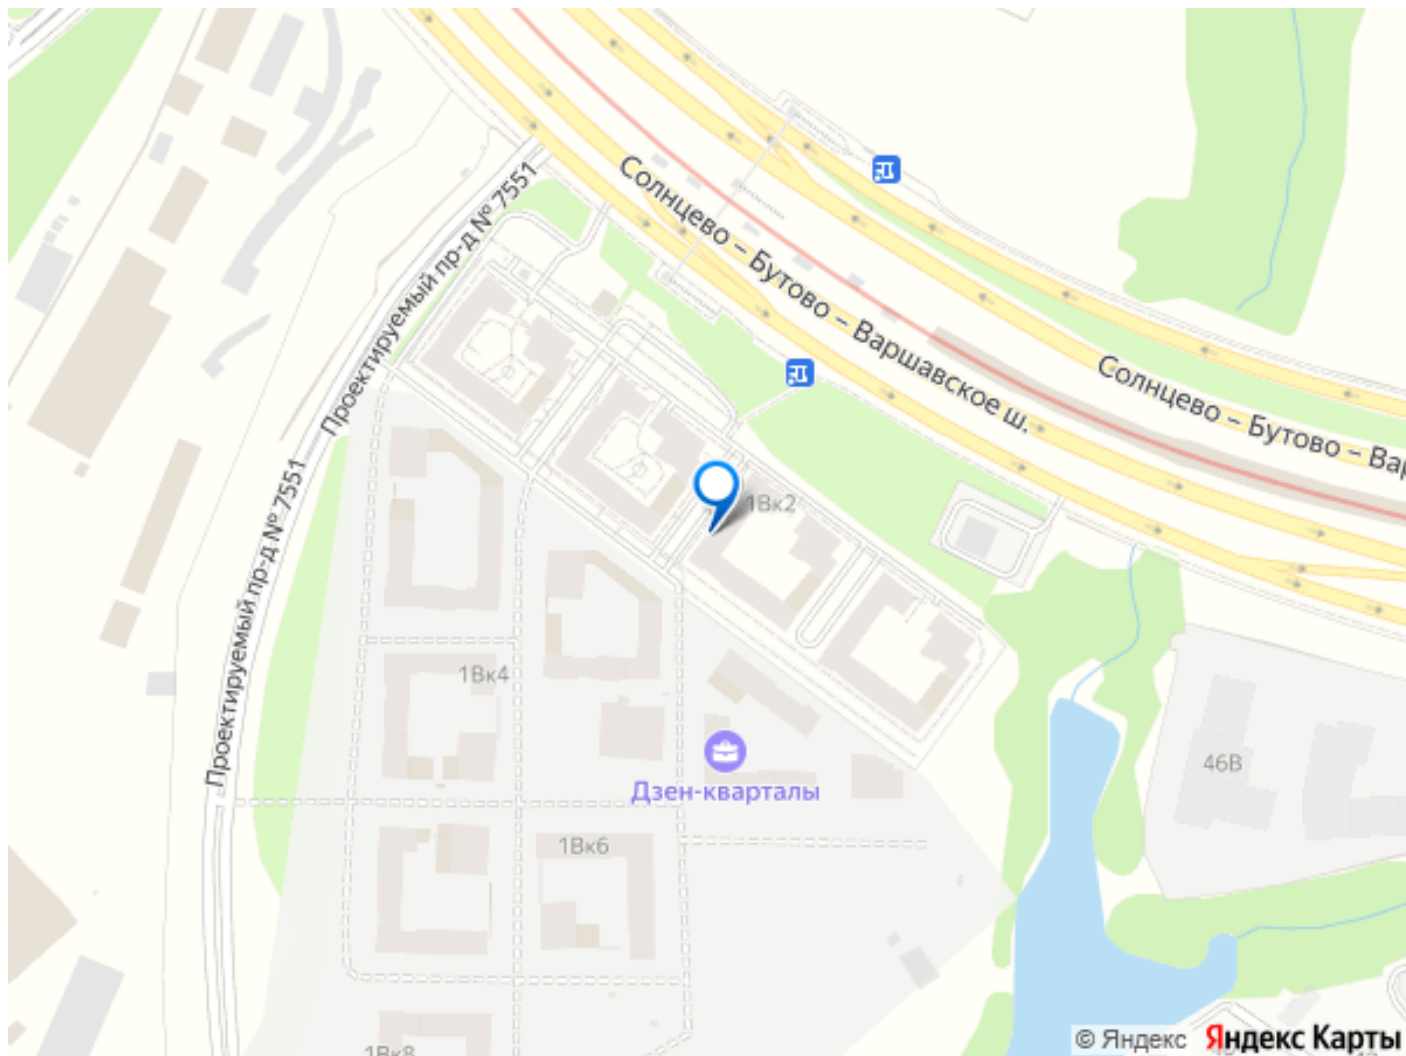 Солнцево – Бутово – Варшавское ш.
Солнцево – Бутово – Вар
Проектируемый пр-д № 7551
Проектируемый пр-д № 7551
1Вк2
1Вк4
46В
Дзен-кварталы
1Вк6
1Вк8
© Яндекс Яндекс Карты